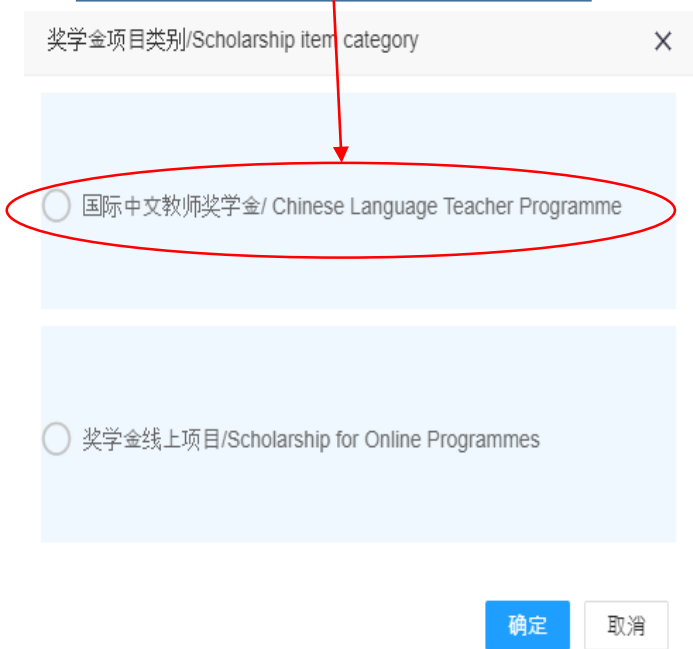 奖学金项目类别/Scholarship item category
国际中文教师奖学金/ Chinese Language Teacher Programme
奖学金线上项目/Scholarship for Online Programmes
确定 取消